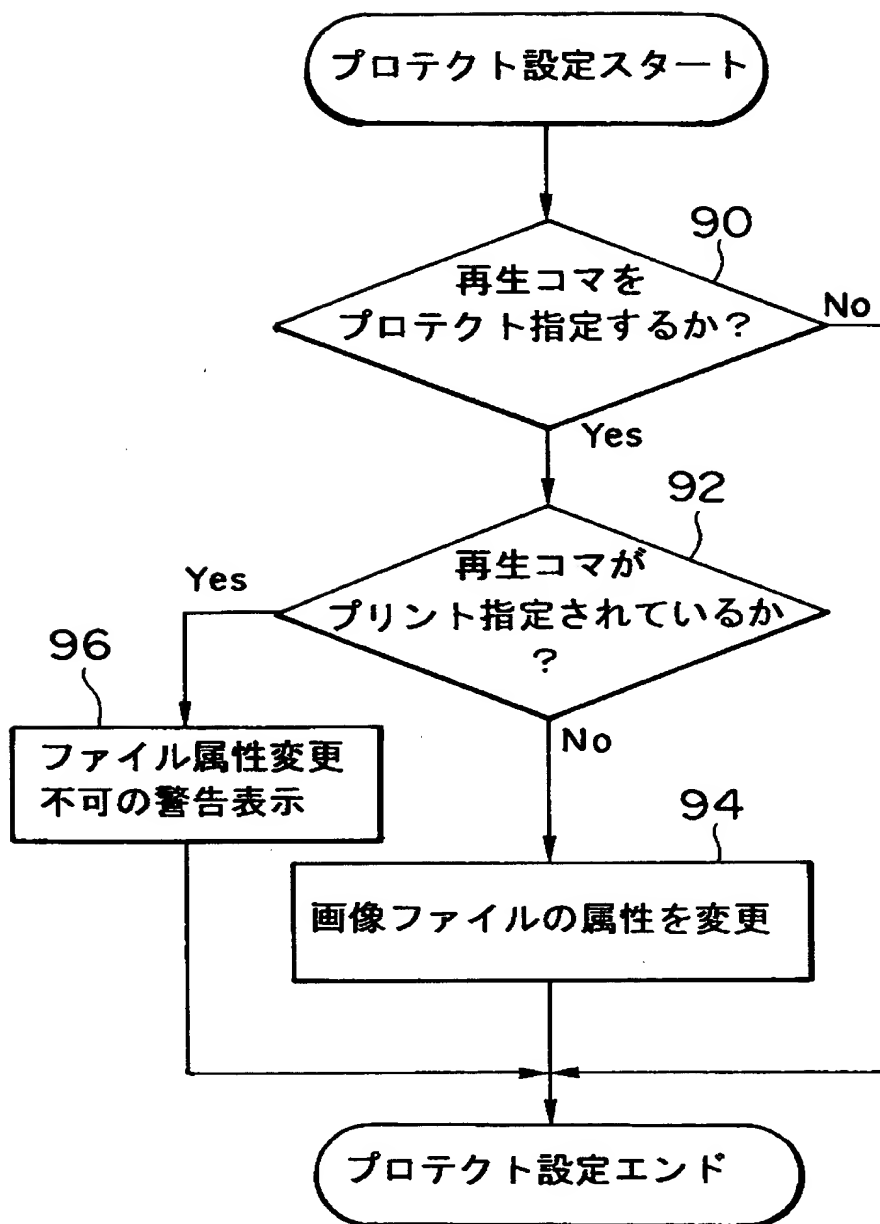 プロテクト設定スタート
90
再生コマを
プロテクト指定するか？
No
Yes
92
再生コマが
プリント指定されているか
？
Yes
No
96
ファイル属性変更
不可の警告表示
94
画像ファイルの属性を変更
プロテクト設定エンド